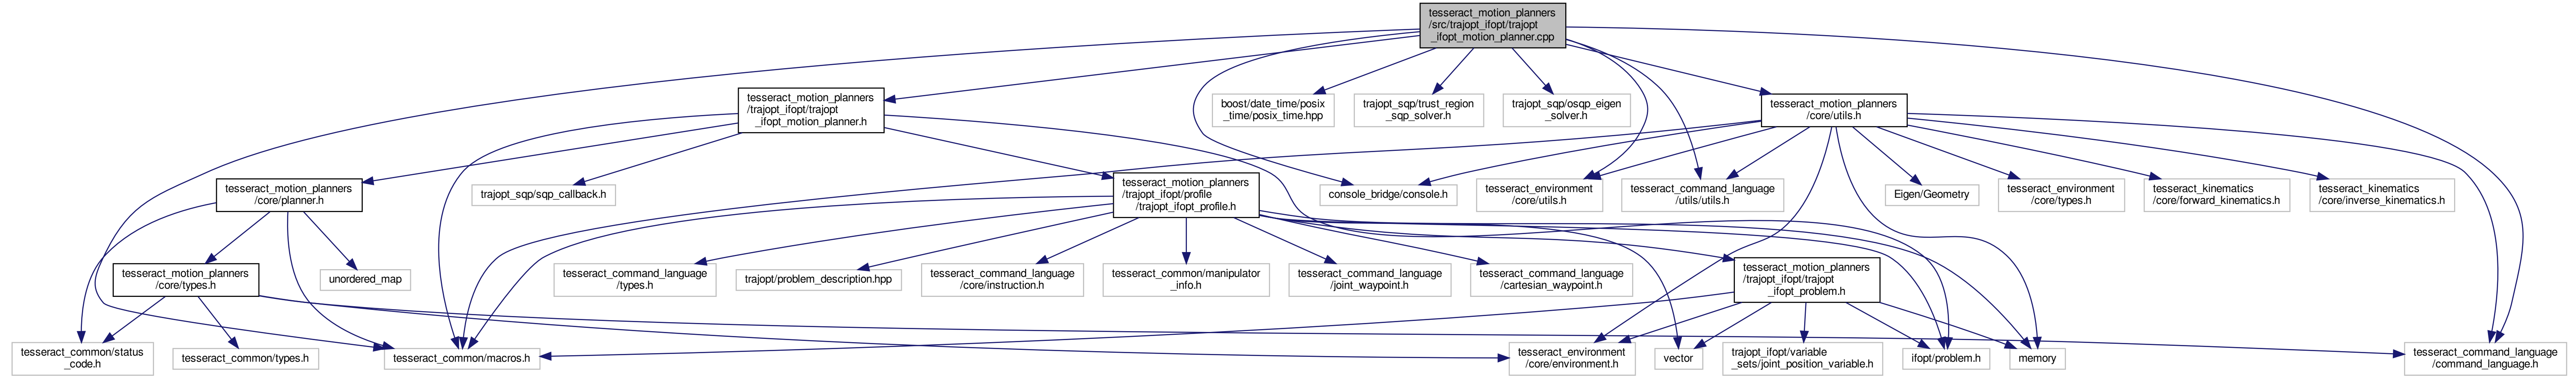 tesseract_motion_planners
/src/trajopt_ifopt/trajopt
_ifopt_motion_planner.cpp
tesseract_motion_planners
/trajopt_ifopt/trajopt
_ifopt_motion_planner.h
boost/date_time/posix
_time/posix_time.hpp
trajopt_sqp/trust_region
_sqp_solver.h
trajopt_sqp/osqp_eigen
_solver.h
tesseract_motion_planners
/core/utils.h
tesseract_motion_planners
/core/planner.h
trajopt_sqp/sqp_callback.h
tesseract_motion_planners
/trajopt_ifopt/profile
/trajopt_ifopt_profile.h
console_bridge/console.h
tesseract_environment
/core/utils.h
tesseract_command_language
/utils/utils.h
Eigen/Geometry
tesseract_environment
/core/types.h
tesseract_kinematics
/core/forward_kinematics.h
tesseract_kinematics
/core/inverse_kinematics.h
tesseract_motion_planners
/core/types.h
unordered_map
tesseract_command_language
/types.h
trajopt/problem_description.hpp
tesseract_command_language
/core/instruction.h
tesseract_common/manipulator
_info.h
tesseract_command_language
/joint_waypoint.h
tesseract_command_language
/cartesian_waypoint.h
tesseract_motion_planners
/trajopt_ifopt/trajopt
_ifopt_problem.h
tesseract_common/status
_code.h
tesseract_common/types.h
tesseract_common/macros.h
tesseract_environment
/core/environment.h
vector
trajopt_ifopt/variable
_sets/joint_position_variable.h
ifopt/problem.h
memory
tesseract_command_language
/command_language.h